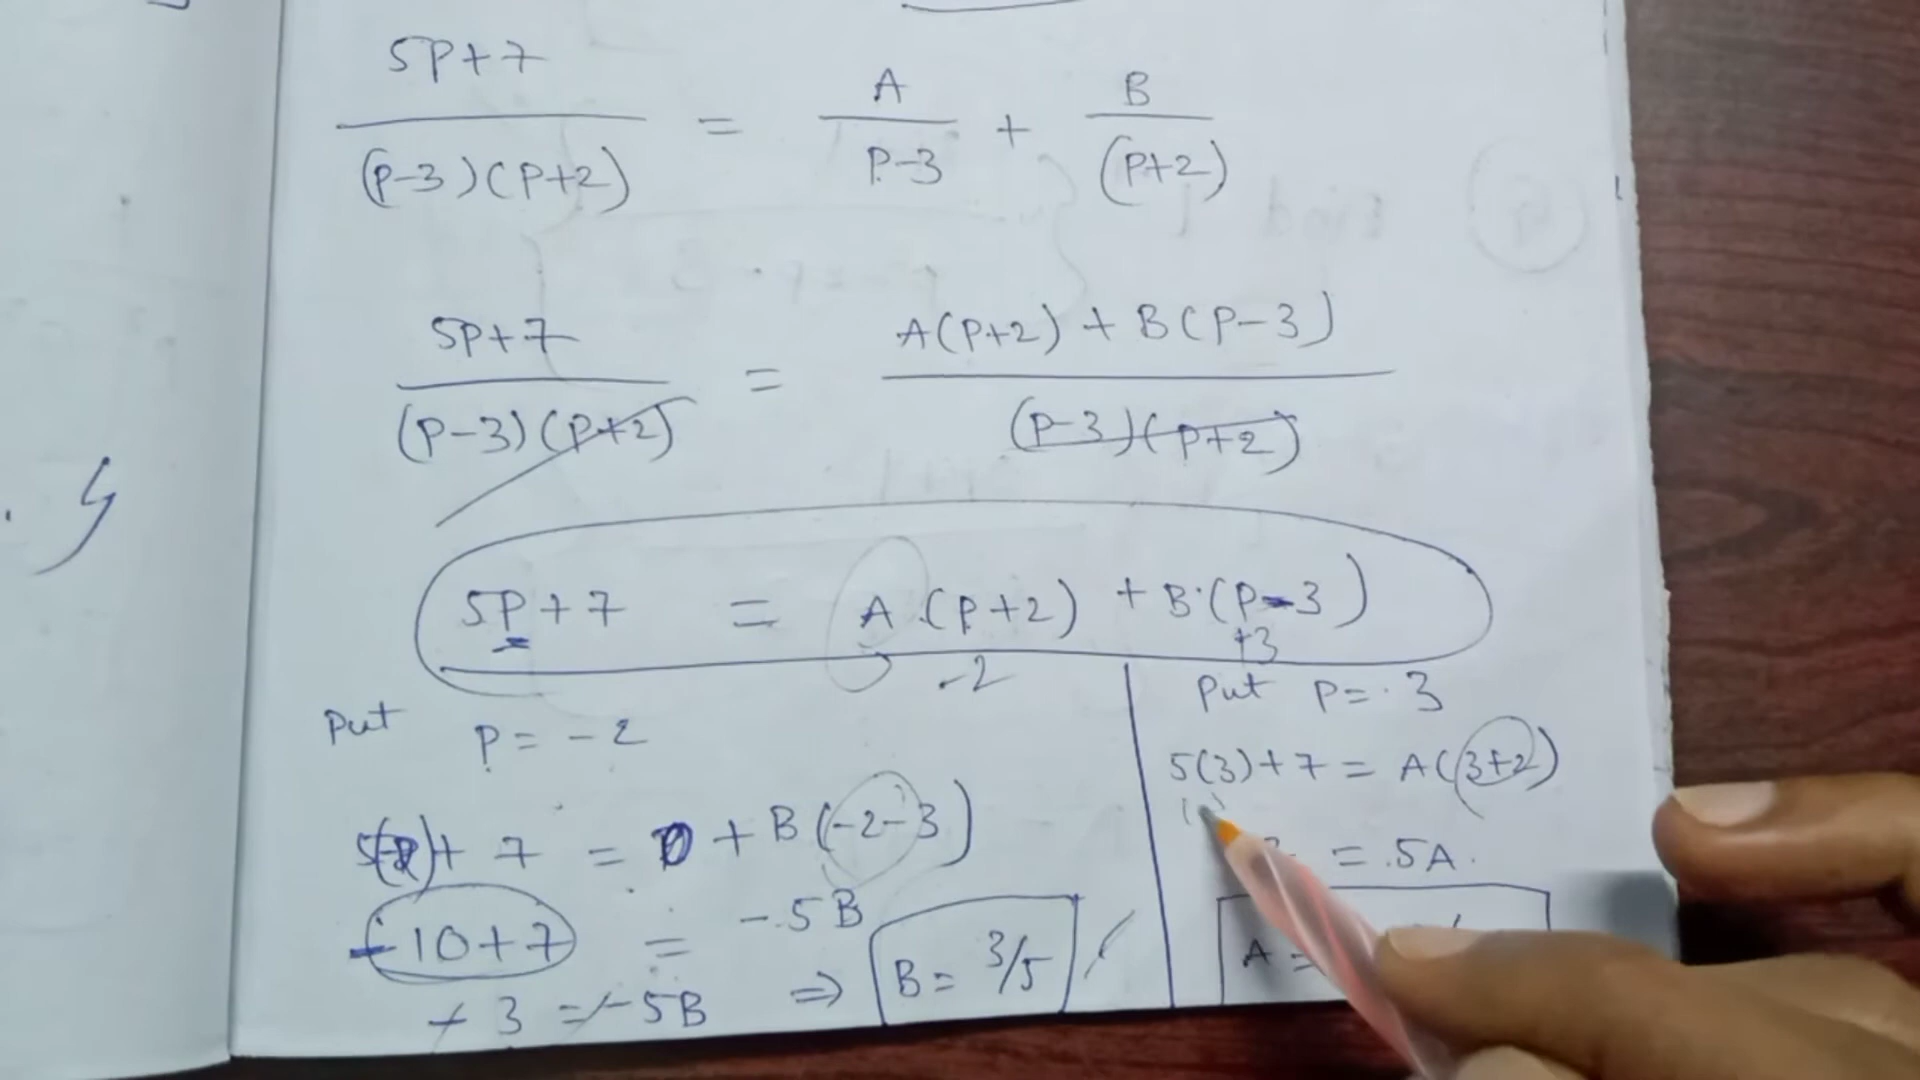 5P+7 / (P-3)(P+2) = A / P-3 + B / (P+2)
5P+7 / (P-3)(P+2) = A(P+2) + B(P-3) / (P-3)(P+2)
5P+7 = A.(P+2) + B.(P-3)
-2 +3
Put P = -2
5(-2)+ 7 = 0 + B(-2-3)
-10+7 = -5B
-3 = -5B ⇒ B = 3/5
Put P = 3
5(3)+7 = A(3+2)
= 5A.
A =